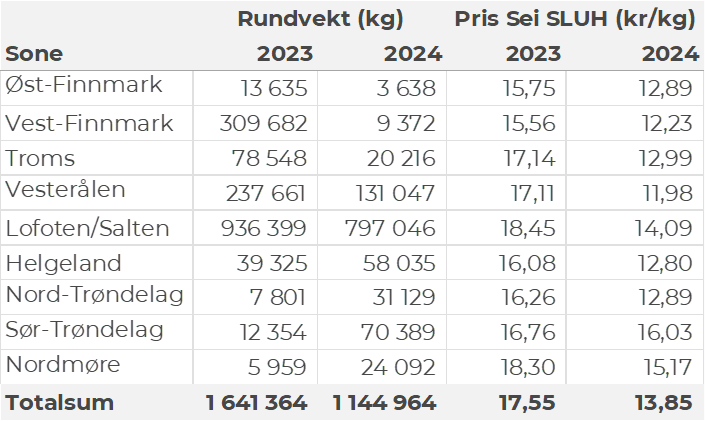 Rundvekt (kg) Pris Sei SLUH (kr/kg)
Sone 2023 2024 2023 2024
Øst-Finnmark 13 635 3 638 15,75 12,89
Vest-Finnmark 309 682 9 372 15,56 12,23
Troms 78 548 20 216 17,14 12,99
Vesterålen 237 661 131 047 17,11 11,98
Lofoten/Salten 936 399 797 046 18,45 14,09
Helgeland 39 325 58 035 16,08 12,80
Nord-Trøndelag 7 801 31 129 16,26 12,89
Sør-Trøndelag 12 354 70 389 16,76 16,03
Nordmøre 5 959 24 092 18,30 15,17
Totalsum 1 641 364 1 144 964 17,55 13,85